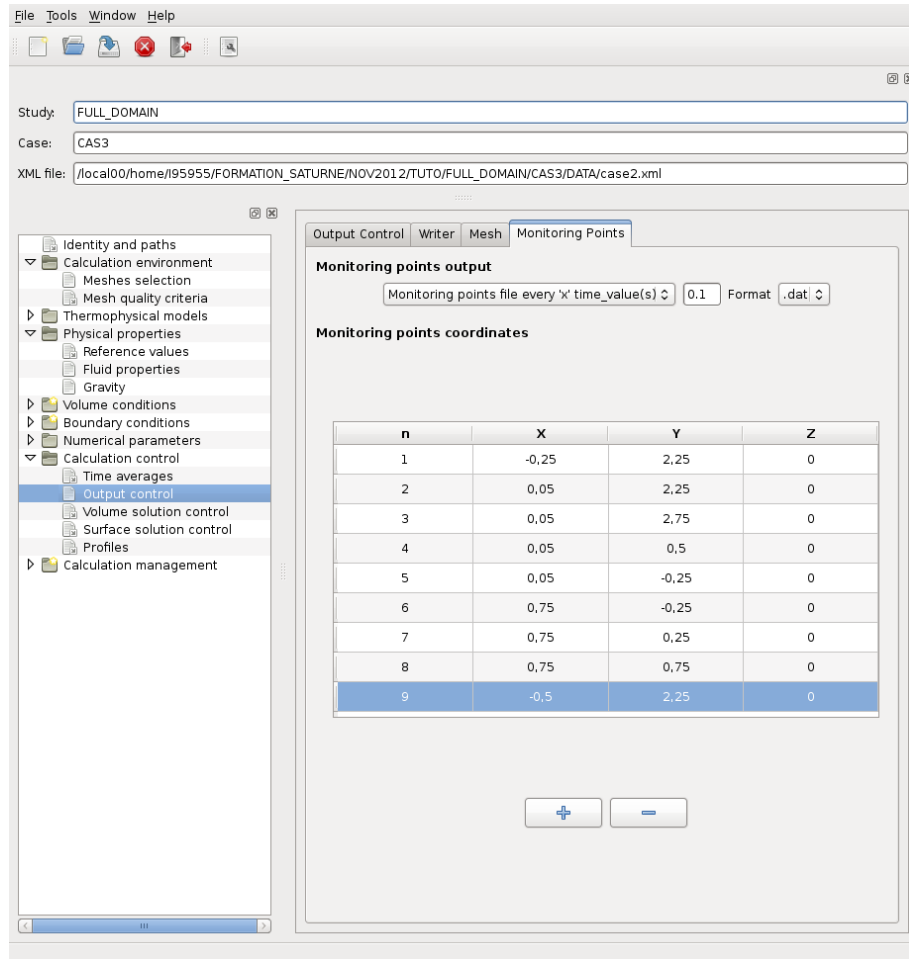 File Tools Window Help
Study: FULL_DOMAIN
Case: CAS3
XML file: /local00/home/I95955/FORMATION_SATURNE/NOV2012/TUTO/FULL_DOMAIN/CAS3/DATA/case2.xml
Identity and paths
Calculation environment
Meshes selection
Mesh quality criteria
Thermophysical models
Physical properties
Reference values
Fluid properties
Gravity
Volume conditions
Boundary conditions
Numerical parameters
Calculation control
Time averages
Output control
Volume solution control
Surface solution control
Profiles
Calculation management
Output Control Writer Mesh Monitoring Points
Monitoring points output
Monitoring points file every 'x' time_value(s) 0.1 Format .dat
Monitoring points coordinates
n X Y Z
1 -0,25 2,25 0
2 0,05 2,25 0
3 0,05 2,75 0
4 0,05 0,5 0
5 0,05 -0,25 0
6 0,75 -0,25 0
7 0,75 0,25 0
8 0,75 0,75 0
9 -0,5 2,25 0